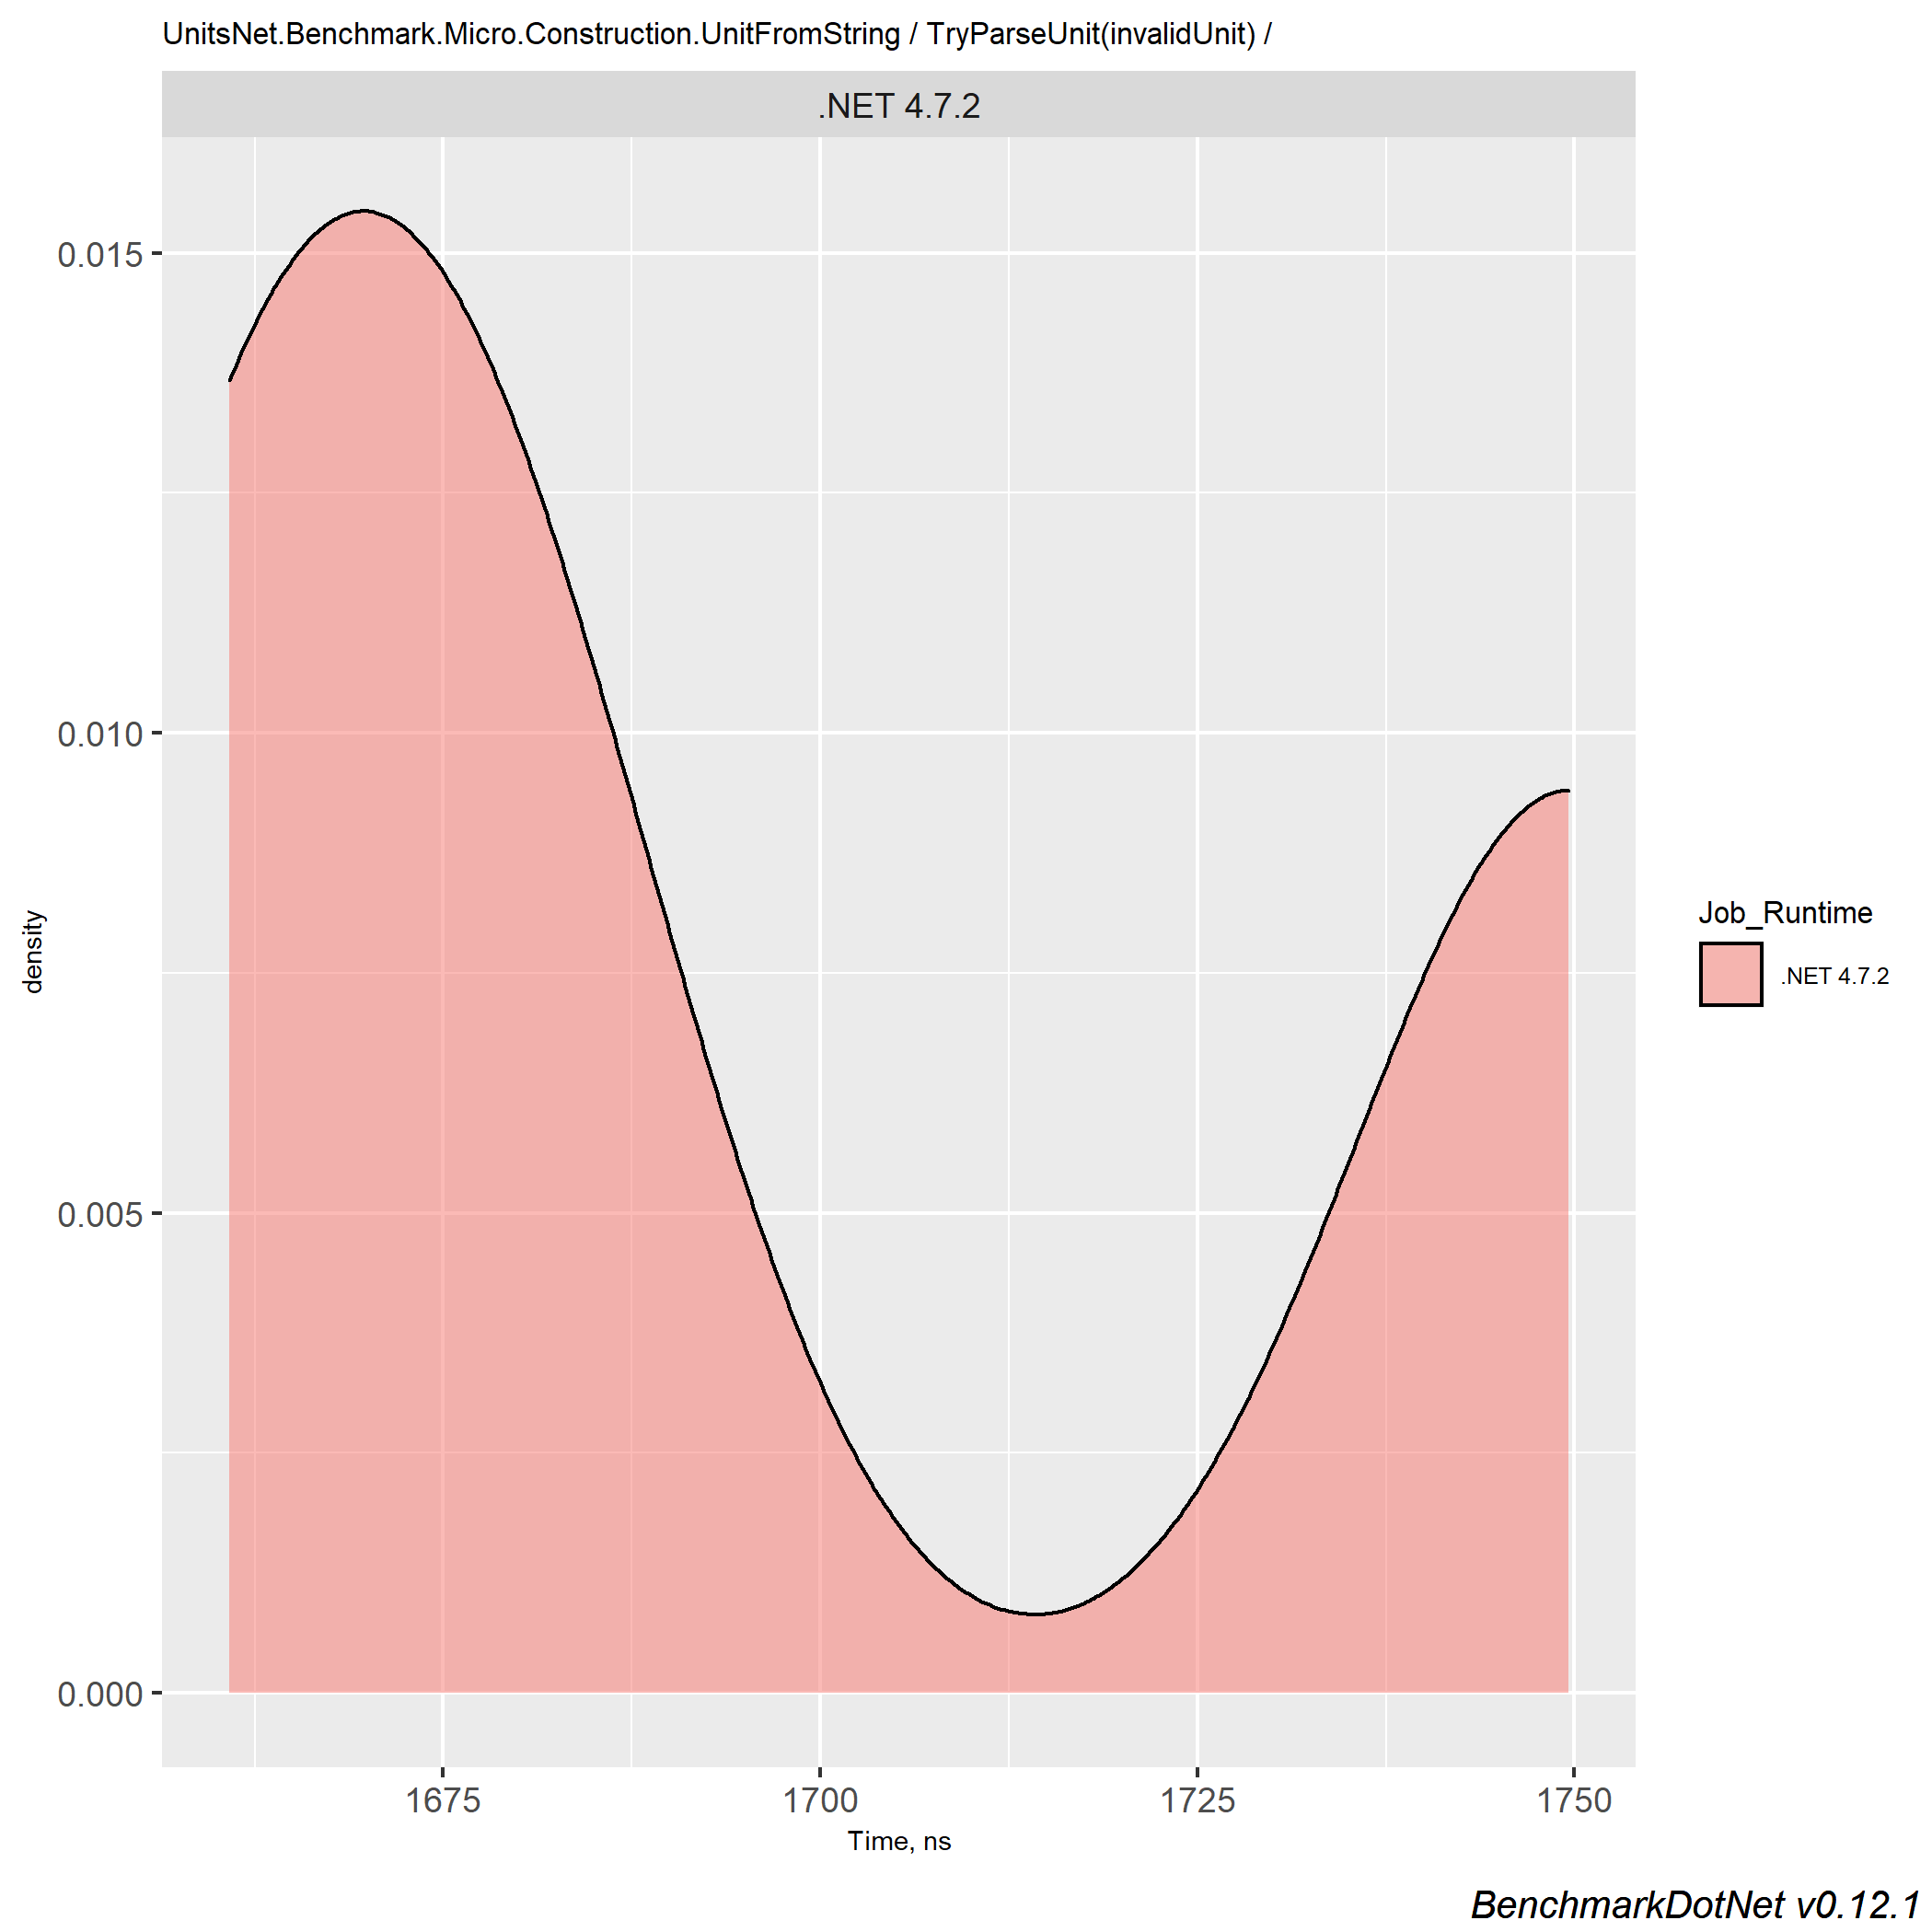 UnitsNet.Benchmark.Micro.Construction.UnitFromString / TryParseUnit(invalidUnit) /
.NET 4.7.2
0.015
0.010
0.005
0.000
density
1675 1700 1725 1750
Time, ns
Job_Runtime
.NET 4.7.2
BenchmarkDotNet v0.12.1